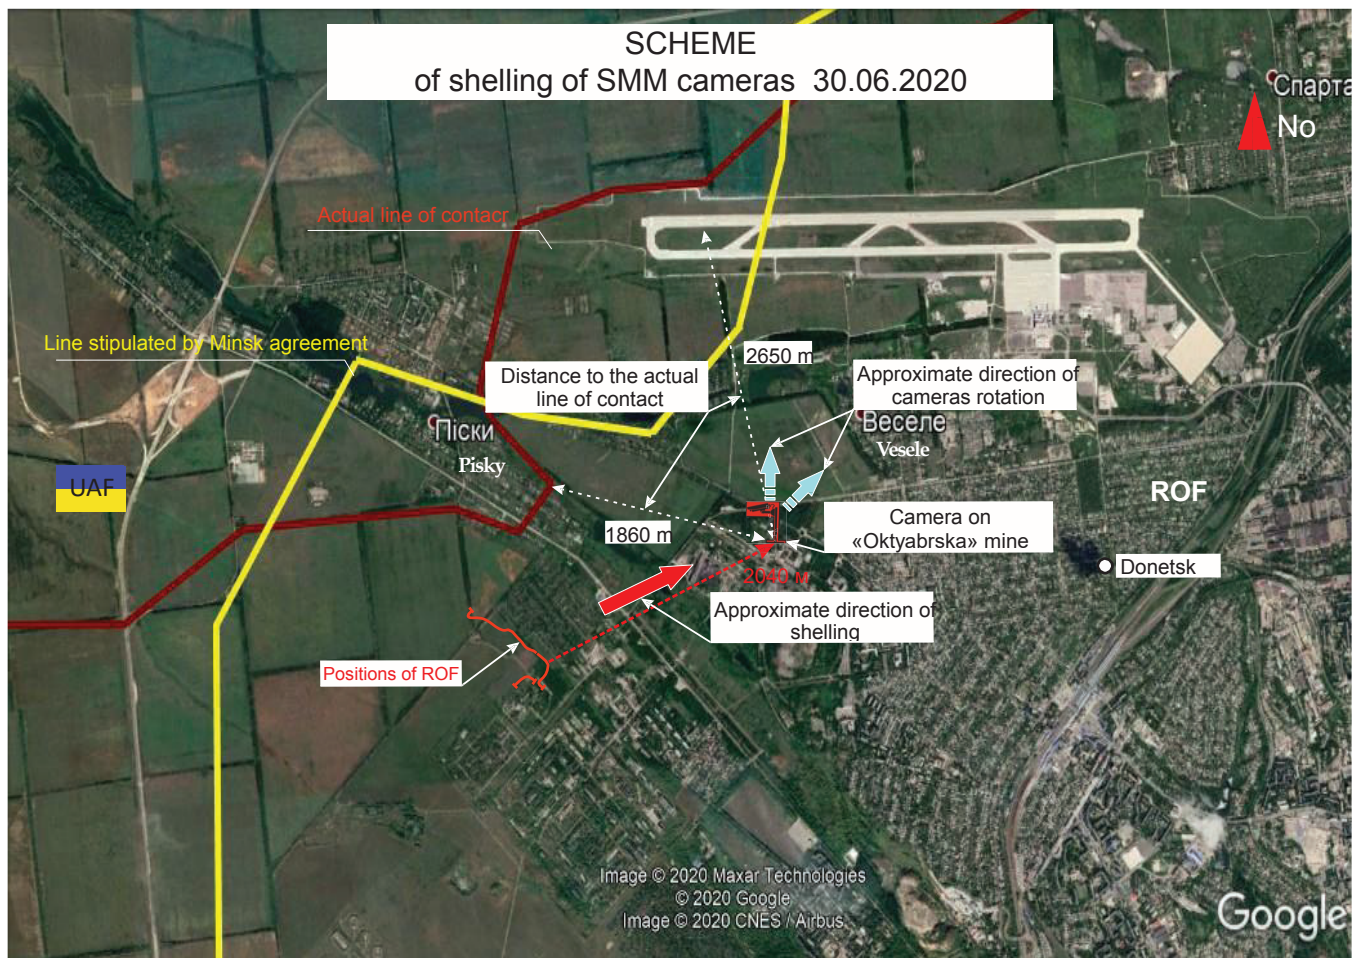 SCHEME
of shelling of SMM cameras 30.06.2020
Спарта
No
Actual line of contacr
Line stipulated by Minsk agreement
2650 m
Distance to the actual
line of contact
Approximate direction of
cameras rotation
Піски
Pisky
Веселе
Vesele
UAF
ROF
1860 m
Camera on
«Oktyabrska» mine
2040 м
Donetsk
Approximate direction of
shelling
Positions of ROF
Image © 2020 Maxar Technologies
© 2020 Google
Image © 2020 CNES / Airbus
Google